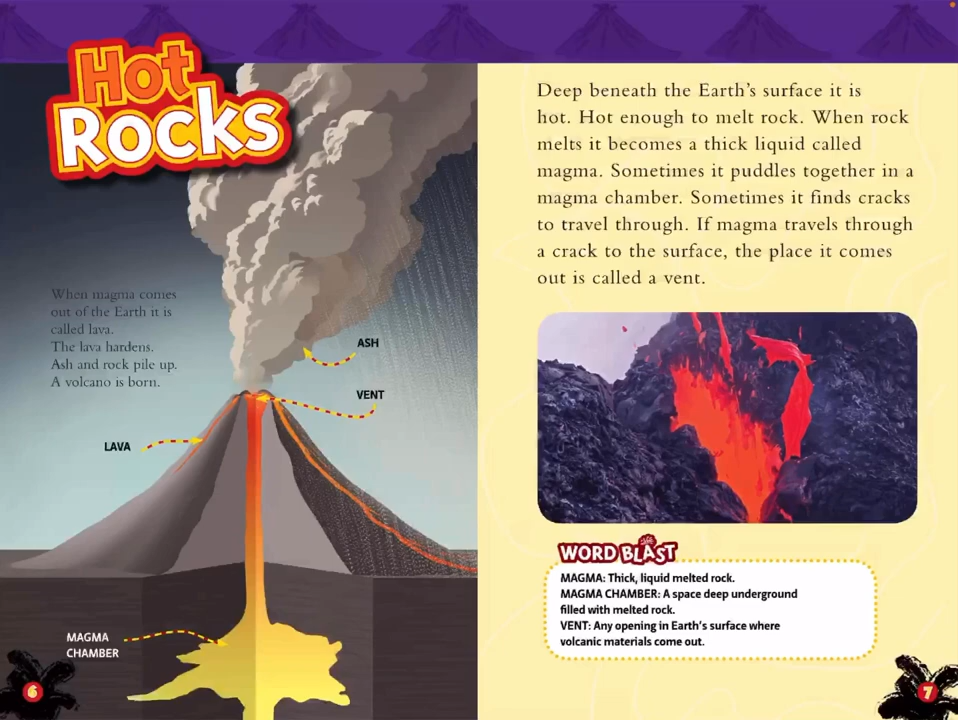 Hot
Rocks
When magma comes
out of the Earth it is
called lava.
The lava hardens.
Ash and rock pile up.
A volcano is born.
ASH
VENT
LAVA
MAGMA
CHAMBER
6
Deep beneath the Earth's surface it is
hot. Hot enough to melt rock. When rock
melts it becomes a thick liquid called
magma. Sometimes it puddles together in a
magma chamber. Sometimes it finds cracks
to travel through. If magma travels through
a crack to the surface, the place it comes
out is called a vent.
WORD BLAST
MAGMA: Thick, liquid melted rock.
MAGMA CHAMBER: A space deep underground
filled with melted rock.
VENT: Any opening in Earth's surface where
volcanic materials come out.
7